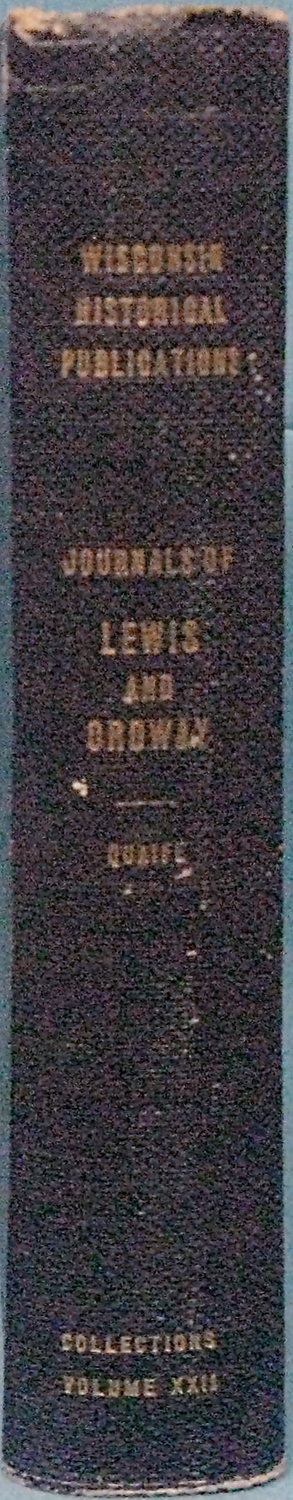 WISCONSIN
HISTORICAL
PUBLICATIONS
JOURNALS OF
LEWIS
AND
ORDWAY
QUAIFE
COLLECTIONS
VOLUME XXII